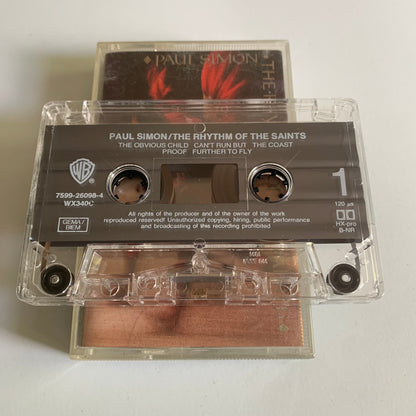 PAUL SIMON
THE
PAUL SIMON/THE RHYTHM OF THE SAINTS
THE OBVIOUS CHILD CAN'T RUN BUT THE COAST
PROOF FURTHER TO FLY
WB
7599-26098-4
WX340C
GEMA/
BIEM
1
120 µs
HX-pro
B-NR
All rights of the producer and of the owner of the work
reproduced reserved! Unauthorized copying, hiring, public performance
and broadcasting of this recording prohibited